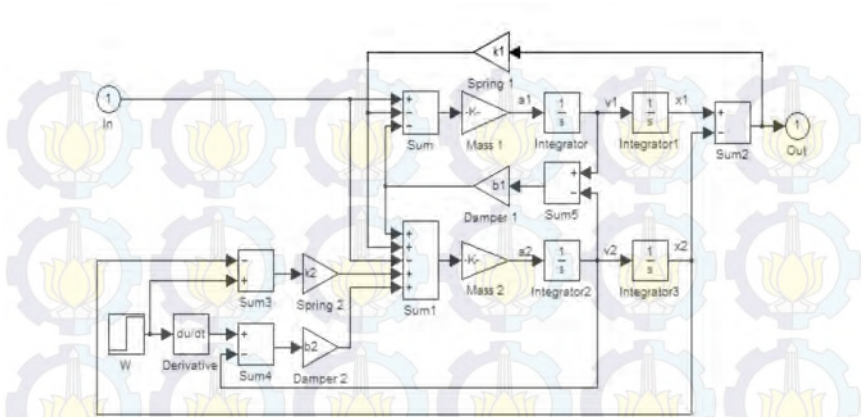 k1
Spring 1
1
In
+
−
−
Sum
-K-
Mass 1
a1
1
s
Integrator
v1
1
s
Integrator1
x1
+
−
Sum2
1
Out
b1
Damper 1
+
−
Sum5
−
+
Sum3
k2
Spring 2
+
+
+
+
+
Sum1
-K-
Mass 2
a2
1
s
Integrator2
v2
1
s
Integrator3
x2
W
du/dt
Derivative
+
−
Sum4
b2
Damper 2